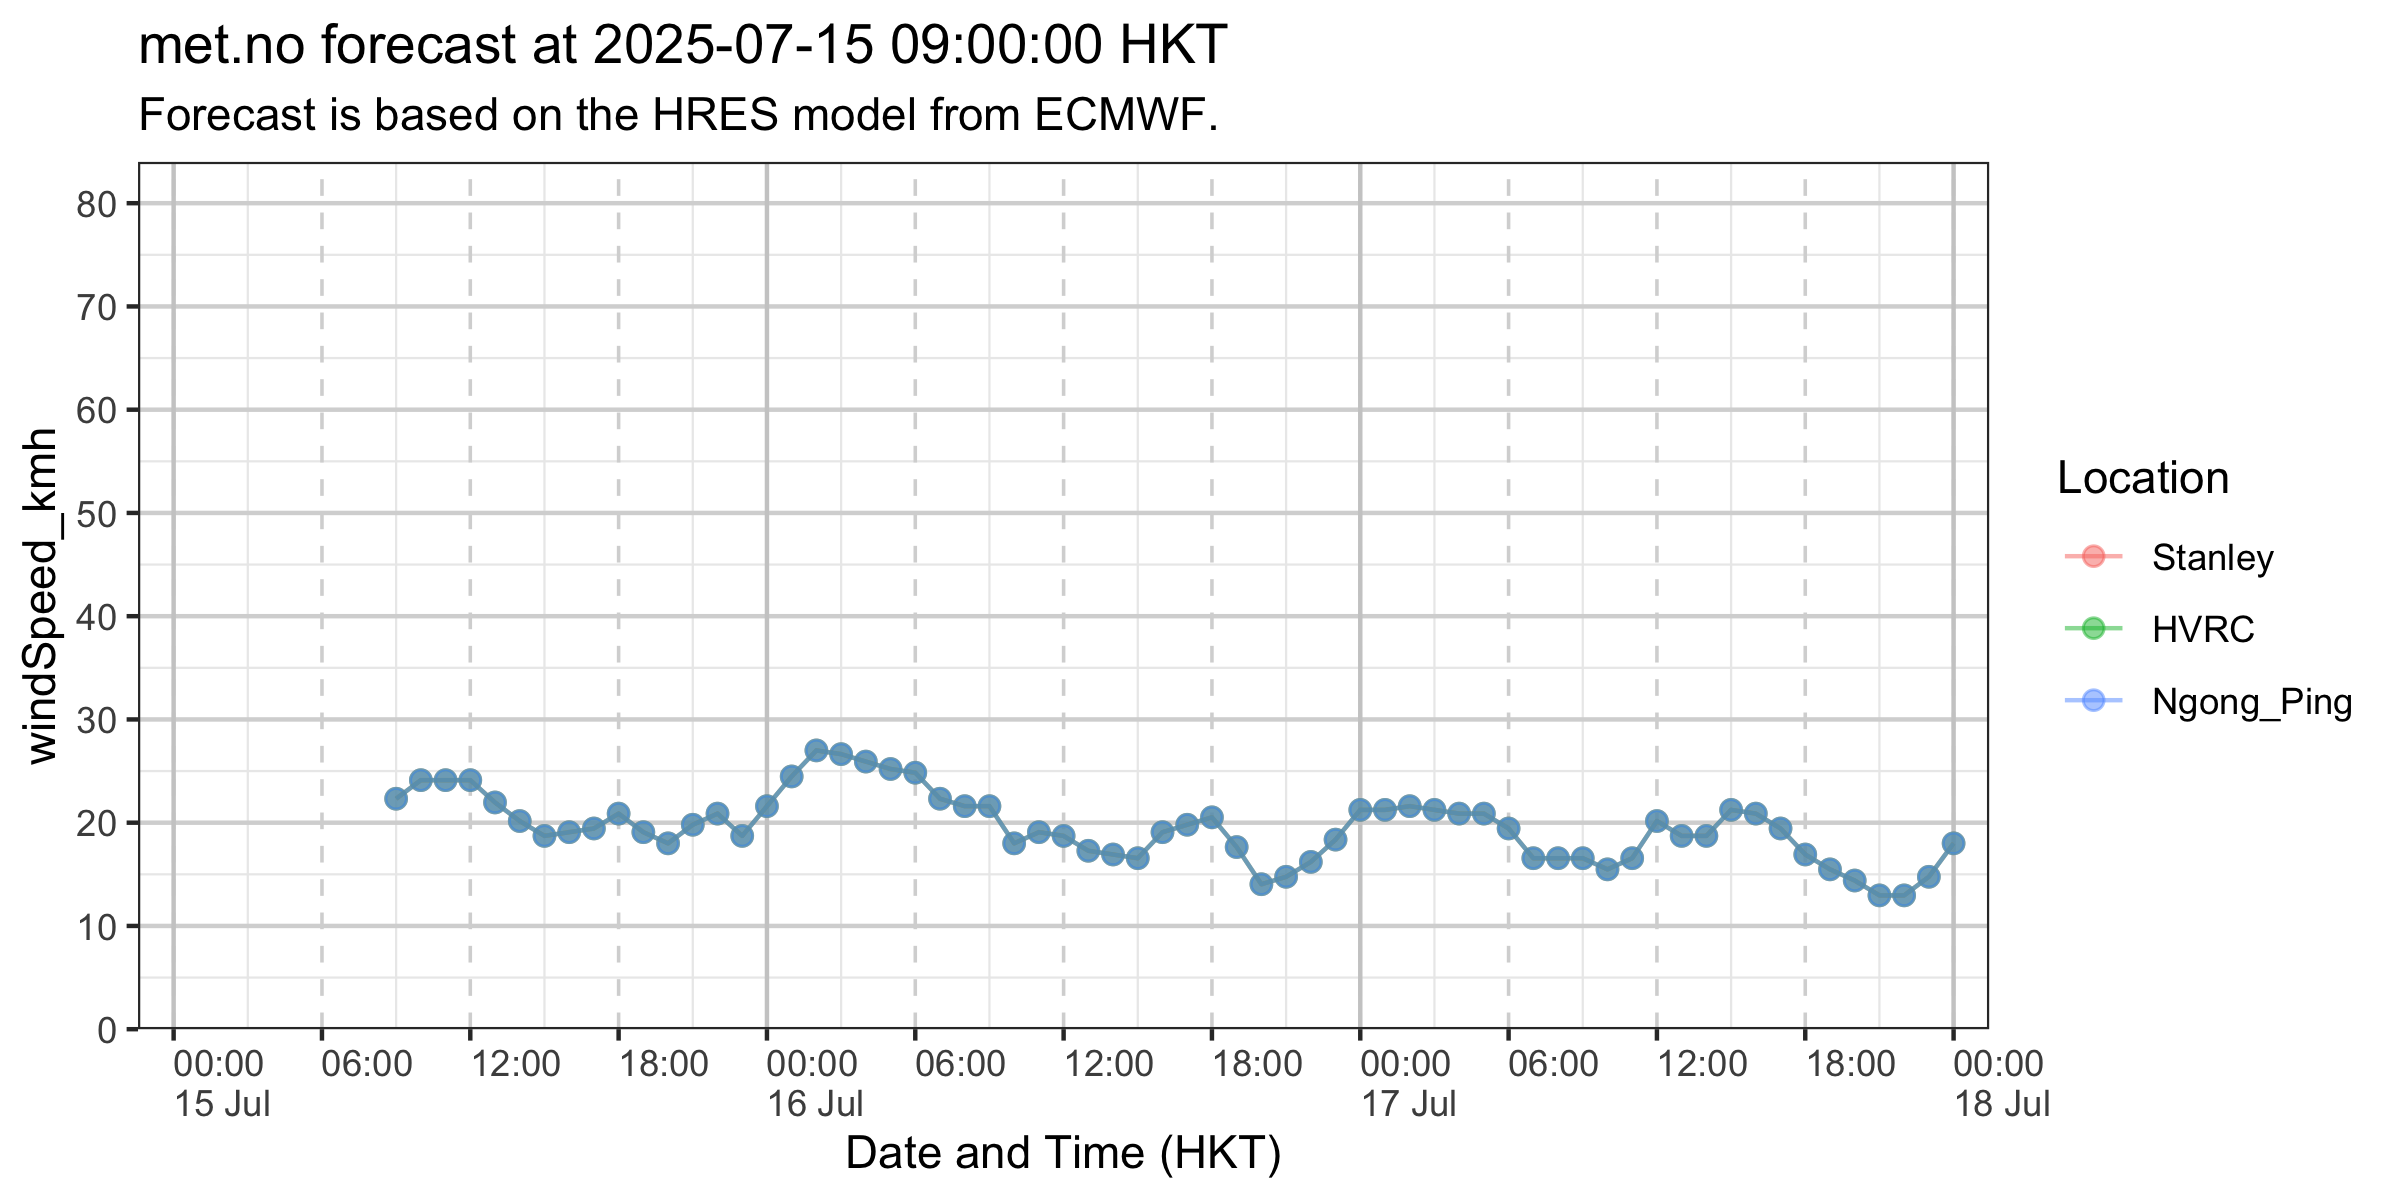 met.no forecast at 2025-07-15 09:00:00 HKT
Forecast is based on the HRES model from ECMWF.
windSpeed_kmh
80
70
60
50
40
30
20
10
0
00:00 06:00 12:00 18:00 00:00 06:00 12:00 18:00 00:00 06:00 12:00 18:00 00:00
15 Jul 16 Jul 17 Jul 18 Jul
Date and Time (HKT)
Location
Stanley
HVRC
Ngong_Ping